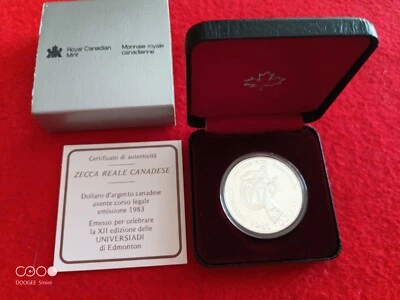 Royal Canadian Mint
Monnaie royale canadienne
Certificato di autenticità
ZECCA REALE CANADESE
Dollaro d'argento canadese
avente corso legale
emissione 1983
Emesso per celebrare
la XII edizione delle
UNIVERSIADI
di Edmonton
DOOGEE S mini